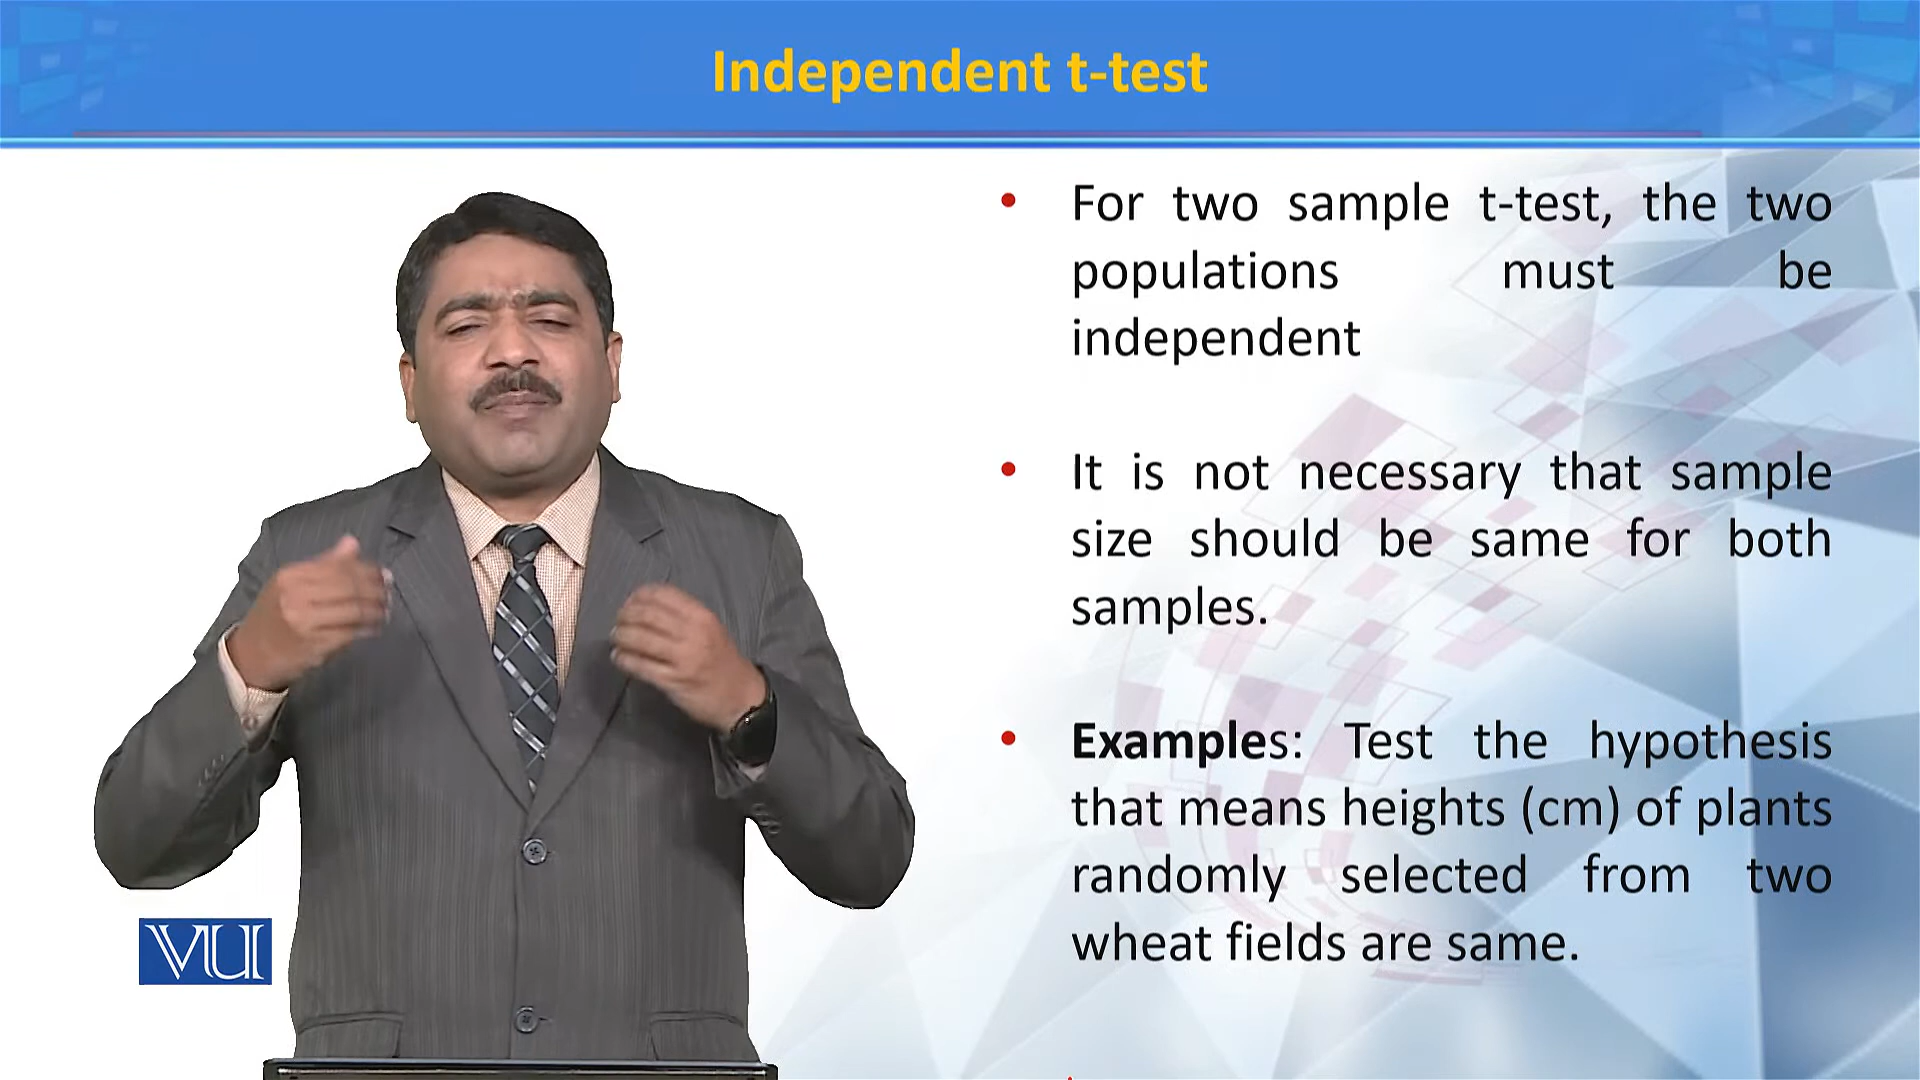 Independent t-test
• For two sample t-test, the two
populations must be
independent
• It is not necessary that sample
size should be same for both
samples.
• Examples: Test the hypothesis
that means heights (cm) of plants
randomly selected from two
wheat fields are same.
VU